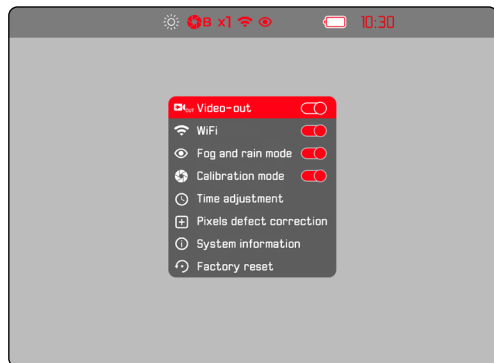 B x1 10:30
OUT Video-out
WiFi
Fog and rain mode
Calibration mode
Time adjustment
Pixels defect correction
System information
Factory reset